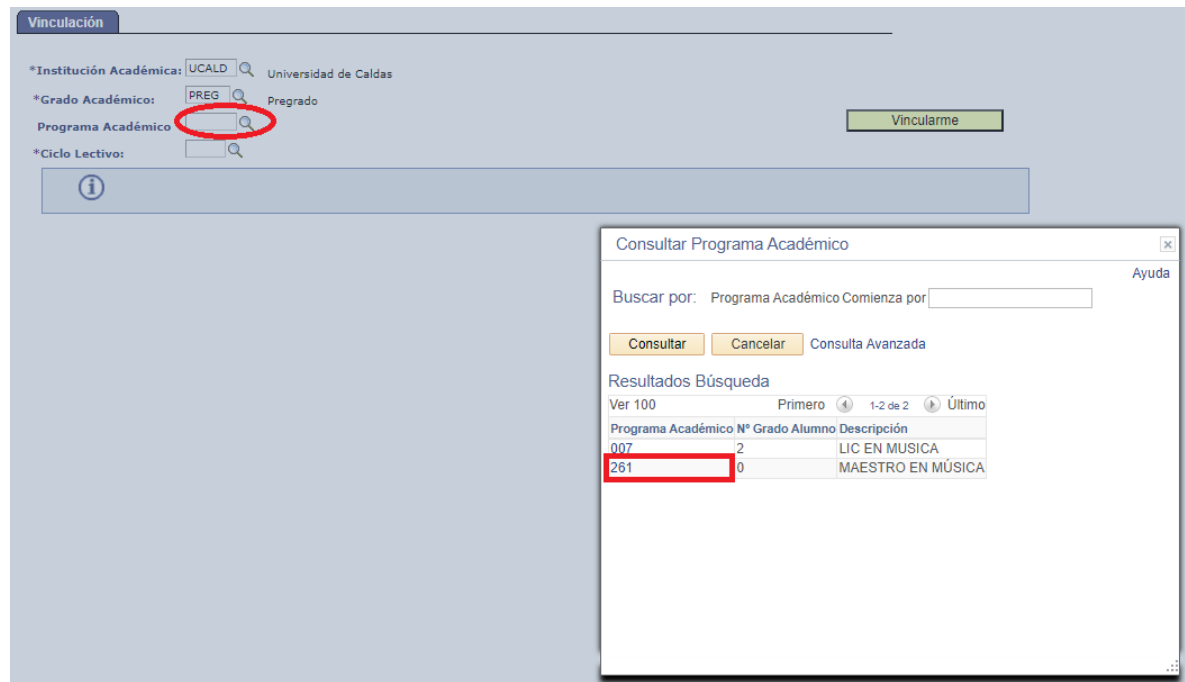 Vinculación
*Institución Académica: UCALD Universidad de Caldas
*Grado Académico: PREG Pregrado
Programa Académico
Vincularme
*Ciclo Lectivo:
Consultar Programa Académico
Ayuda
Buscar por: Programa Académico Comienza por
Consultar Cancelar Consulta Avanzada
Resultados Búsqueda
Ver 100 Primero 1-2 de 2 Último
Programa Académico Nº Grado Alumno Descripción
007 2 LIC EN MUSICA
261 0 MAESTRO EN MÚSICA